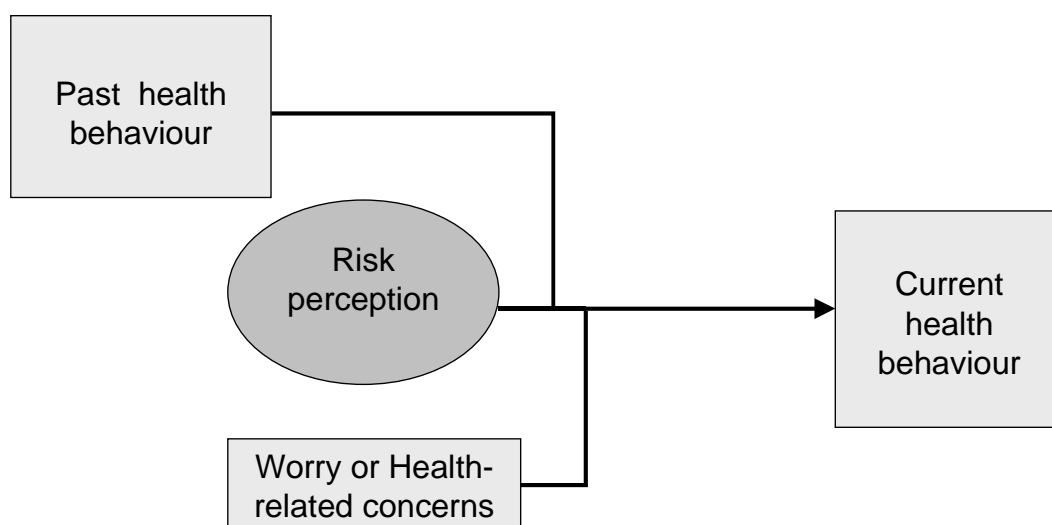 Past health
behaviour
Risk
perception
Current
health
behaviour
Worry or Health-
related concerns